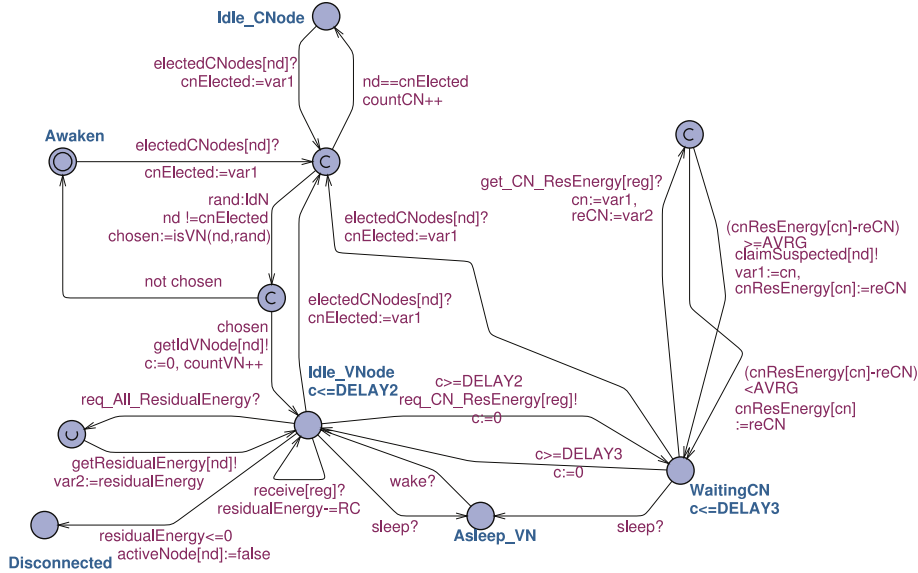 Idle_CNode
electedCNodes[nd]?
cnElected:=var1
nd==cnElected
countCN++
Awaken
electedCNodes[nd]?
cnElected:=var1
C
C
get_CN_ResEnergy[reg]?
cn:=var1,
reCN:=var2
rand:IdN
nd !=cnElected
chosen:=isVN(nd,rand)
electedCNodes[nd]?
cnElected:=var1
(cnResEnergy[cn]-reCN)
>=AVRG
claimSuspected[nd]!
var1:=cn,
cnResEnergy[cn]:=reCN
not chosen
C
electedCNodes[nd]?
cnElected:=var1
chosen
getIdVNode[nd]!
c:=0, countVN++
Idle_VNode
c<=DELAY2
(cnResEnergy[cn]-reCN)
<AVRG
cnResEnergy[cn]
:=reCN
req_All_ResidualEnergy?
c>=DELAY2
req_CN_ResEnergy[reg]!
c:=0
U
getResidualEnergy[nd]!
var2:=residualEnergy
c>=DELAY3
c:=0
receive[reg]?
residualEnergy-=RC
wake?
WaitingCN
c<=DELAY3
sleep?
sleep?
Asleep_VN
residualEnergy<=0
activeNode[nd]:=false
Disconnected